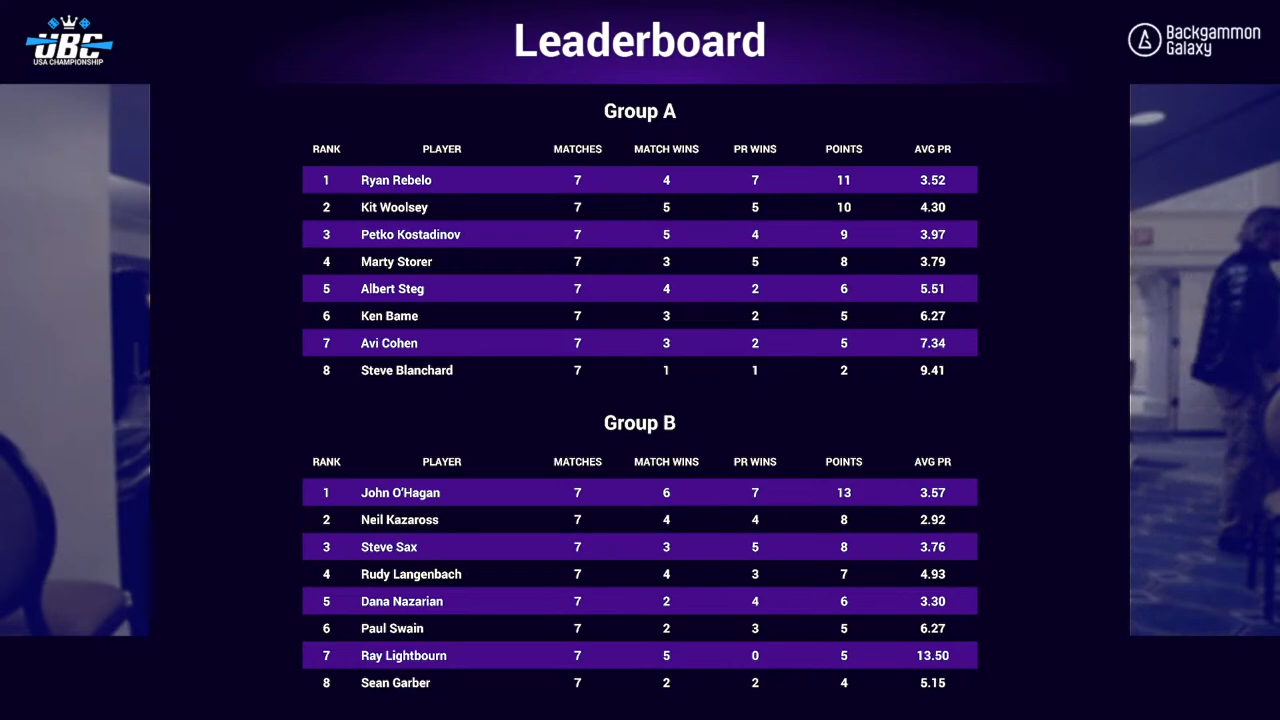 UBC
USA CHAMPIONSHIP
Leaderboard
Backgammon
Galaxy
Group A
RANK PLAYER MATCHES MATCH WINS PR WINS POINTS AVG PR
1 Ryan Rebelo 7 4 7 11 3.52
2 Kit Woolsey 7 5 5 10 4.30
3 Petko Kostadinov 7 5 4 9 3.97
4 Marty Storer 7 3 5 8 3.79
5 Albert Steg 7 4 2 6 5.51
6 Ken Bame 7 3 2 5 6.27
7 Avi Cohen 7 3 2 5 7.34
8 Steve Blanchard 7 1 1 2 9.41
Group B
RANK PLAYER MATCHES MATCH WINS PR WINS POINTS AVG PR
1 John O'Hagan 7 6 7 13 3.57
2 Neil Kazaross 7 4 4 8 2.92
3 Steve Sax 7 3 5 8 3.76
4 Rudy Langenbach 7 4 3 7 4.93
5 Dana Nazarian 7 2 4 6 3.30
6 Paul Swain 7 2 3 5 6.27
7 Ray Lightbourn 7 5 0 5 13.50
8 Sean Garber 7 2 2 4 5.15